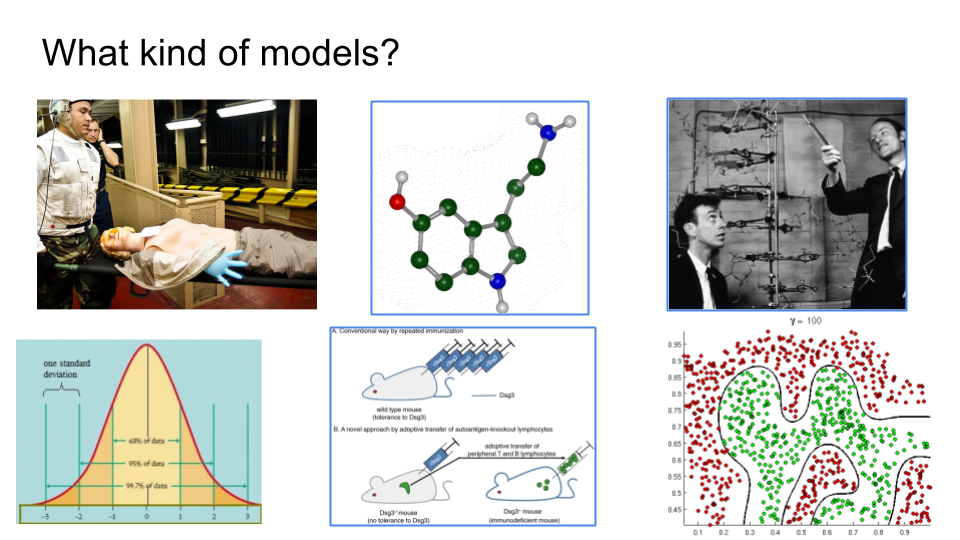 What kind of models?
one standard
deviation
68% of data
95% of data
99.7% of data
−3 −2 −1 0 1 2 3
A. Conventional way by repeated immunization
Dsg3
Dsg3
Dsg3
Dsg3
Dsg3
Dsg3
wild type mouse
(tolerance to Dsg3)
B. A novel approach by adoptive transfer of autoantigen-knockout lymphocytes
adoptive transfer of
peripheral T and B lymphocytes
Dsg3
Dsg3⁻/⁻mouse
(no tolerance to Dsg3)
mouse
(immunodeficient mouse)
γ = 100
0.95
0.9
0.85
0.8
0.75
0.7
0.65
0.6
0.55
0.5
0.45
0.1 0.2 0.3 0.4 0.5 0.6 0.7 0.8 0.9